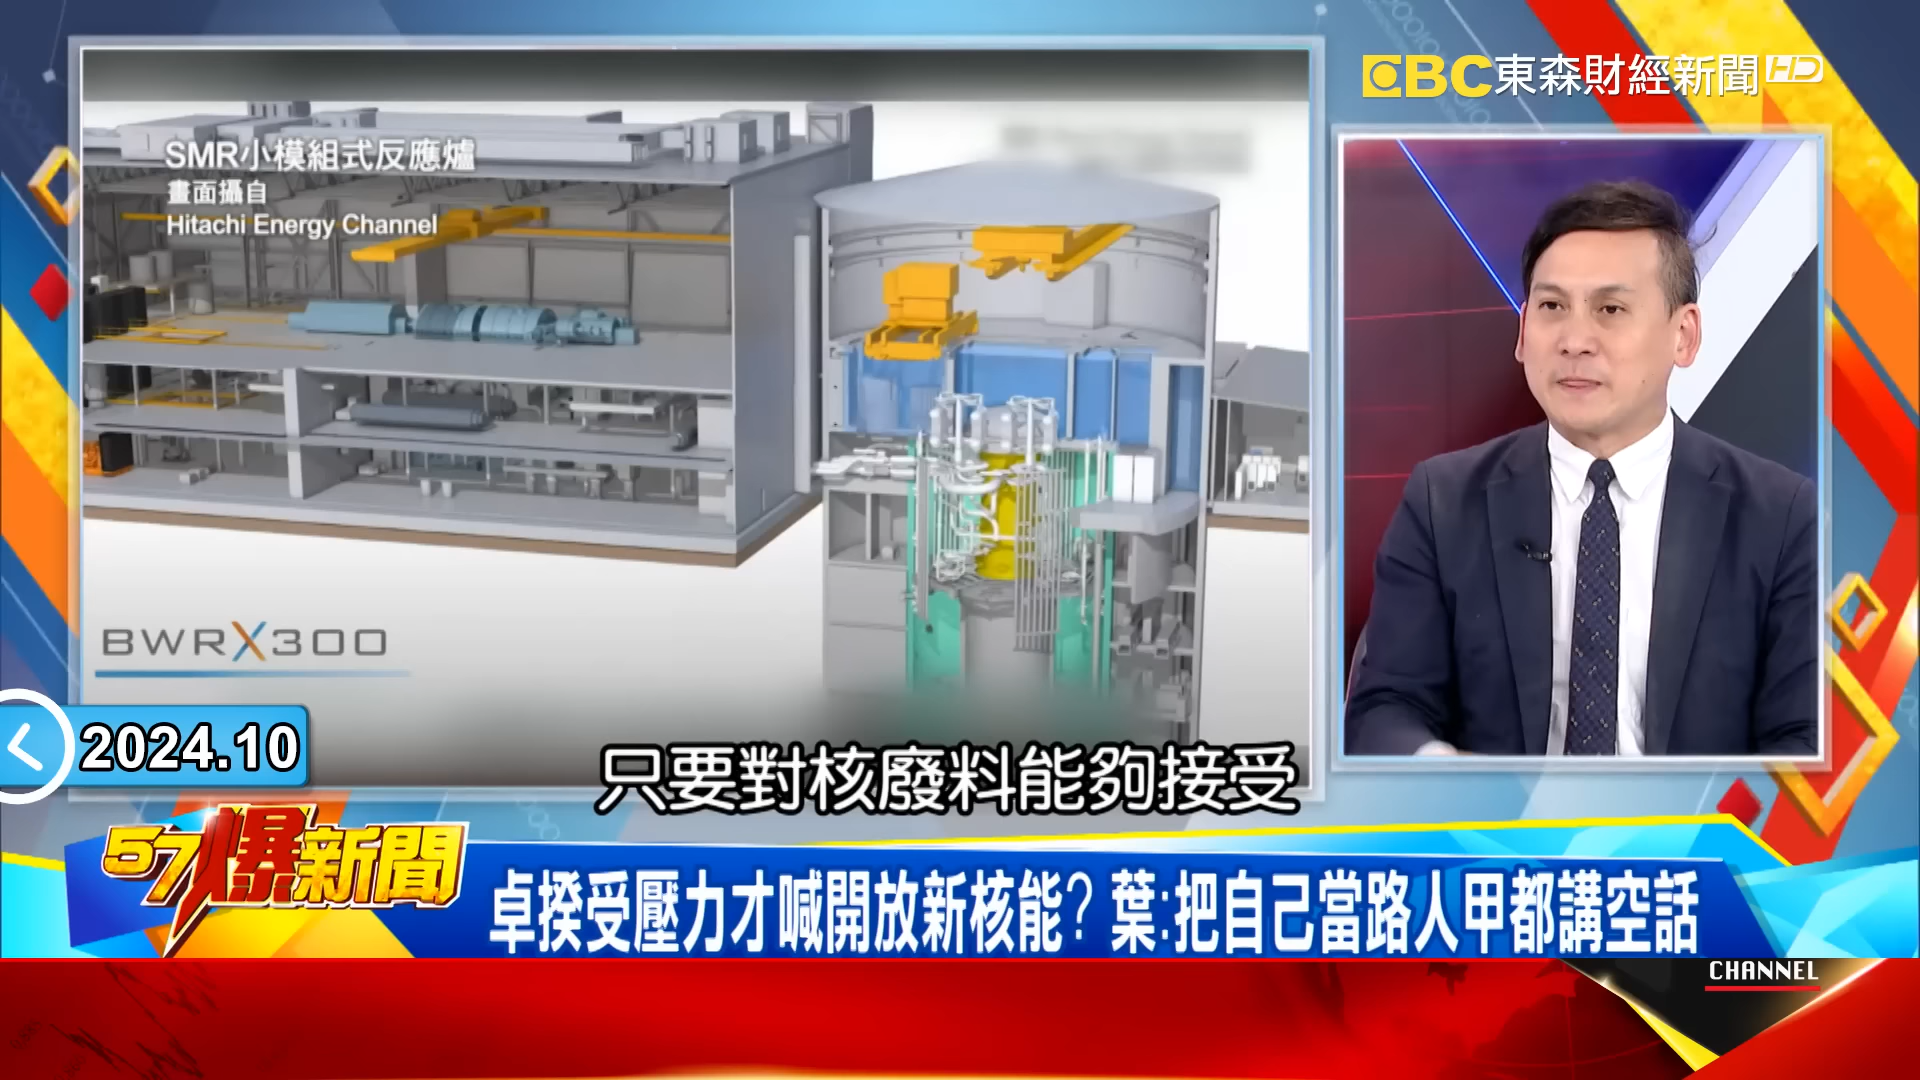 EBC東森財經新聞HD
SMR小模組式反應爐
畫面攝自
Hitachi Energy Channel
BWRX300
2024.10
只要對核廢料能夠接受
57爆新聞
卓揆受壓力才喊開放新核能? 葉:把自己當路人甲都講空話
CHANNEL